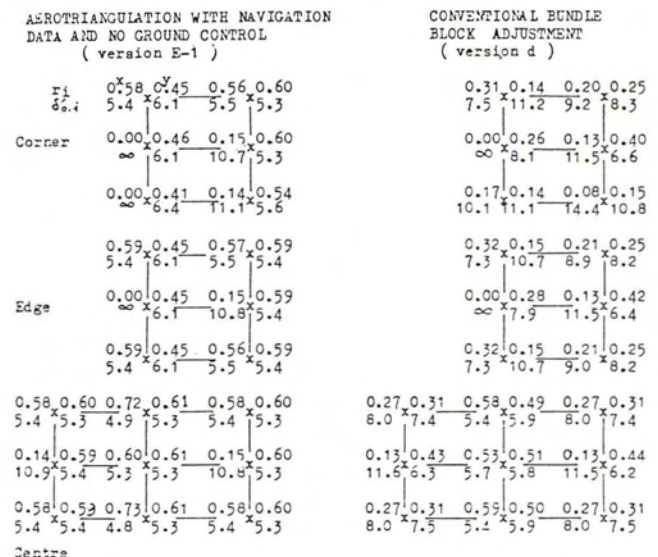 AEROTRIANGULATION WITH NAVIGATION
DATA AND NO GROUND CONTROL
( version E-1 )
CONVENTIONAL BUNDLE
BLOCK ADJUSTMENT
( version d )
x y
ri 0.58 0.45 0.56 0.60 0.31 0.14 0.20 0.25
5.4 x 6.1 5.5 x 5.3 7.5 x 11.2 9.2 x 8.3
Corner 0.00 0.45 0.15 0.60 0.00 0.26 0.13 0.40
∞ x 6.1 10.7 x 5.3 ∞ x 8.1 11.5 x 6.6
0.00 0.41 0.14 0.54 0.17 0.14 0.08 0.15
∞ x 6.4 11.1 x 5.6 10.1 x 11.1 14.4 x 10.8
0.59 0.45 0.57 0.59 0.32 0.15 0.21 0.25
5.4 x 6.1 5.5 x 5.4 7.3 x 10.7 8.9 x 8.2
Edge 0.00 0.45 0.15 0.59 0.00 0.28 0.13 0.42
∞ x 6.1 10.8 x 5.4 ∞ x 7.9 11.5 x 6.4
0.59 0.45 0.56 0.59 0.32 0.15 0.21 0.25
5.4 x 6.1 5.5 x 5.4 7.3 x 10.7 9.0 x 8.2
0.58 0.60 0.72 0.61 0.58 0.60 0.27 0.31 0.58 0.49 0.27 0.31
5.4 x 5.3 4.9 x 5.3 5.4 x 5.3 8.0 x 7.4 5.4 x 5.9 8.0 x 7.4
0.14 0.59 0.60 0.61 0.15 0.60 0.13 0.43 0.53 0.51 0.13 0.44
10.9 x 5.4 5.3 x 5.3 10.8 x 5.3 11.6 x 6.3 5.7 x 5.8 11.5 x 6.2
0.58 0.59 0.73 0.61 0.58 0.60 0.27 0.31 0.59 0.50 0.27 0.31
5.4 x 5.4 4.8 x 5.3 5.4 x 5.3 8.0 x 7.5 x 5.9 8.0 x 7.5
Centre